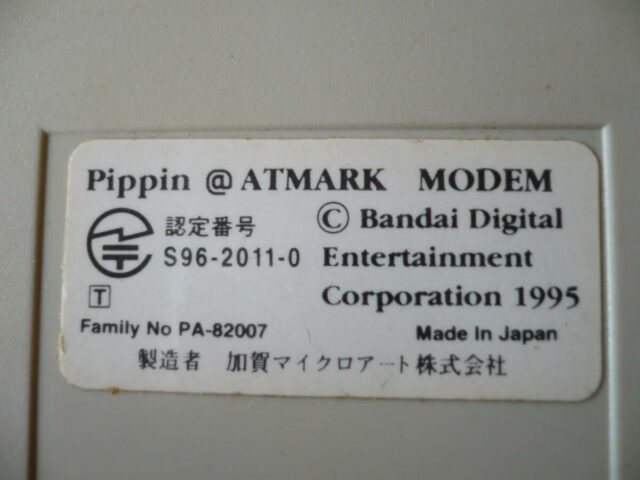 Pippin @ ATMARK MODEM
認定番号
S96-2011-0
© Bandai Digital
Entertainment
Corporation 1995
T
Family No PA-82007
Made In Japan
製造者 加賀マイクロアート株式会社